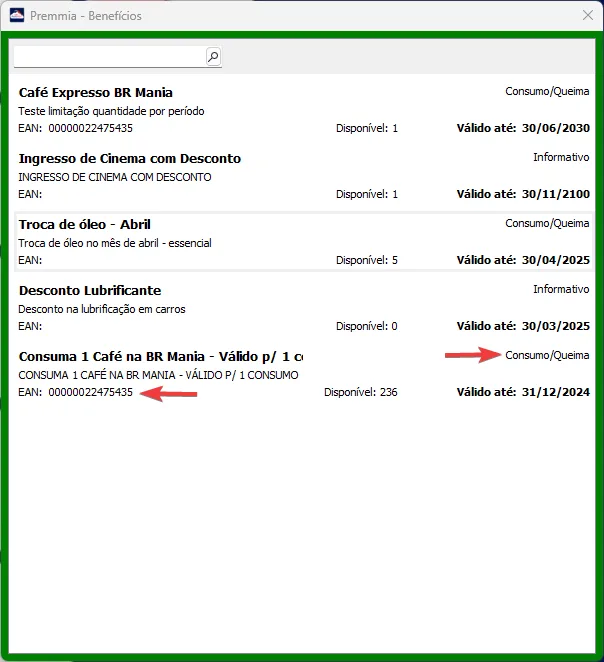 Premmia - Benefícios
Café Expresso BR Mania Consumo/Queima
Teste limitação quantidade por período
EAN: 00000022475435 Disponível: 1 Válido até: 30/06/2030
Ingresso de Cinema com Desconto Informativo
INGRESSO DE CINEMA COM DESCONTO
EAN: Disponível: 1 Válido até: 30/11/2100
Troca de óleo - Abril Consumo/Queima
Troca de óleo no mês de abril - essencial
EAN: Disponível: 5 Válido até: 30/04/2025
Desconto Lubrificante Informativo
Desconto na lubrificação em carros
EAN: Disponível: 0 Válido até: 30/03/2025
Consuma 1 Café na BR Mania - Válido p/ 1 co Consumo/Queima
CONSUMA 1 CAFÉ NA BR MANIA - VÁLIDO P/ 1 CONSUMO
EAN: 00000022475435 Disponível: 236 Válido até: 31/12/2024